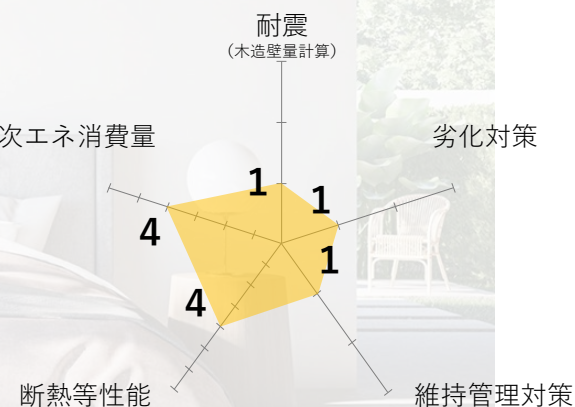 耐震
(木造壁量計算)
次エネ消費量
劣化対策
1
1
4
1
4
断熱等性能
維持管理対策